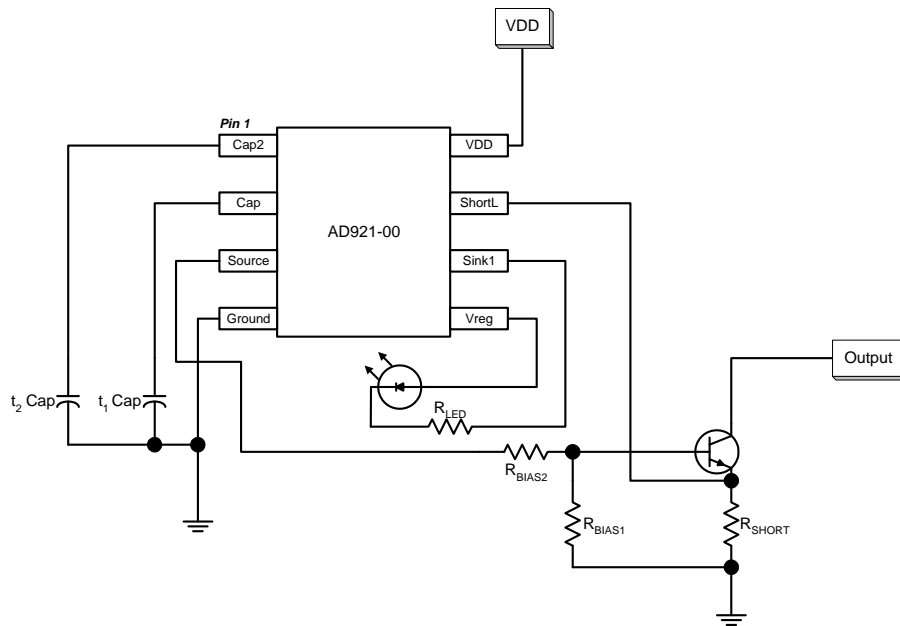 VDD
Pin 1
Cap2
VDD
Cap
ShortL
AD921-00
Source
Sink1
Ground
Vreg
Output
t2 Cap
t1 Cap
RLED
RBIAS2
RBIAS1
RSHORT